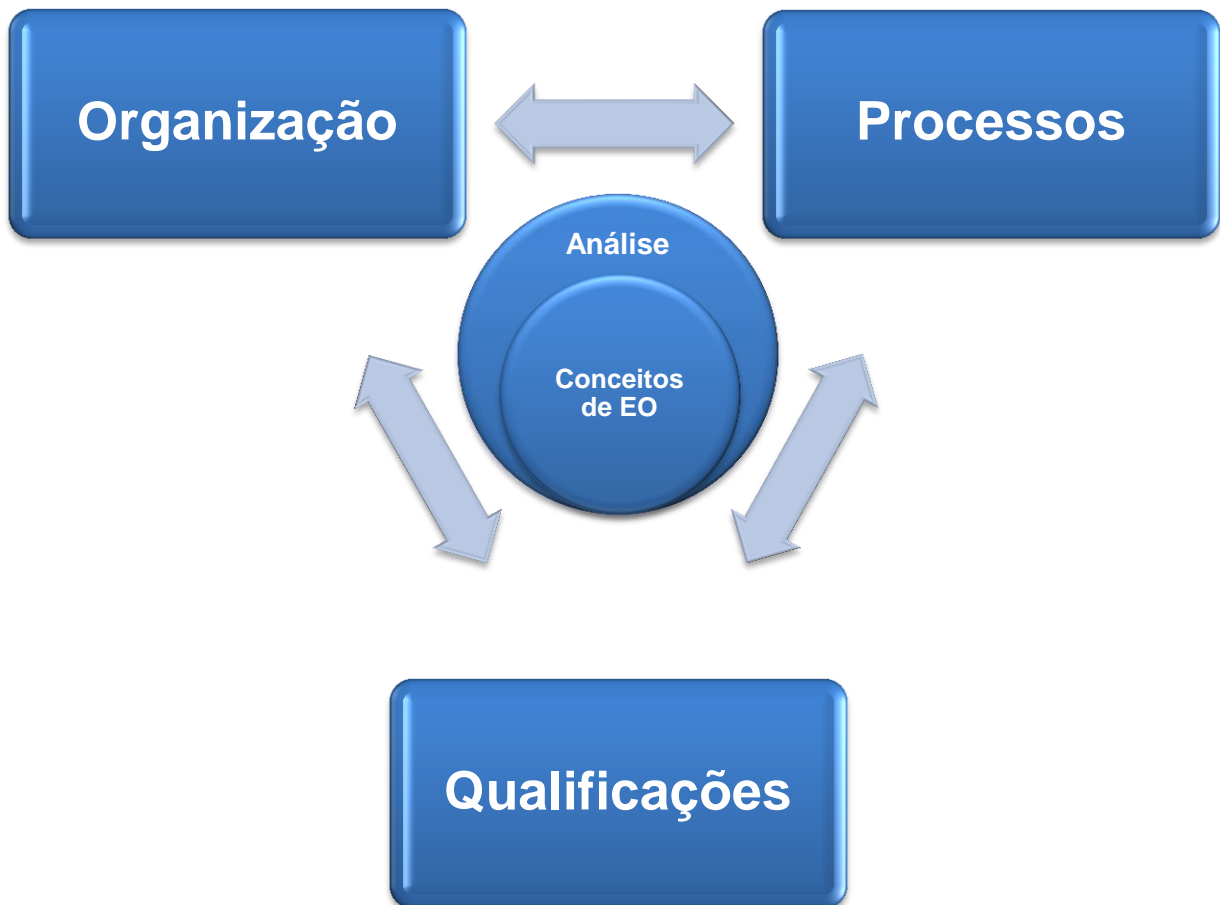 Organização
Processos
Análise
Conceitos
de EO
Qualificações